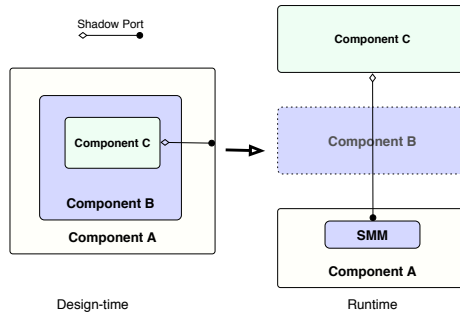 Shadow Port
Component C
Component B
Component A
Design-time
Component C
Component B
SMM
Component A
Runtime